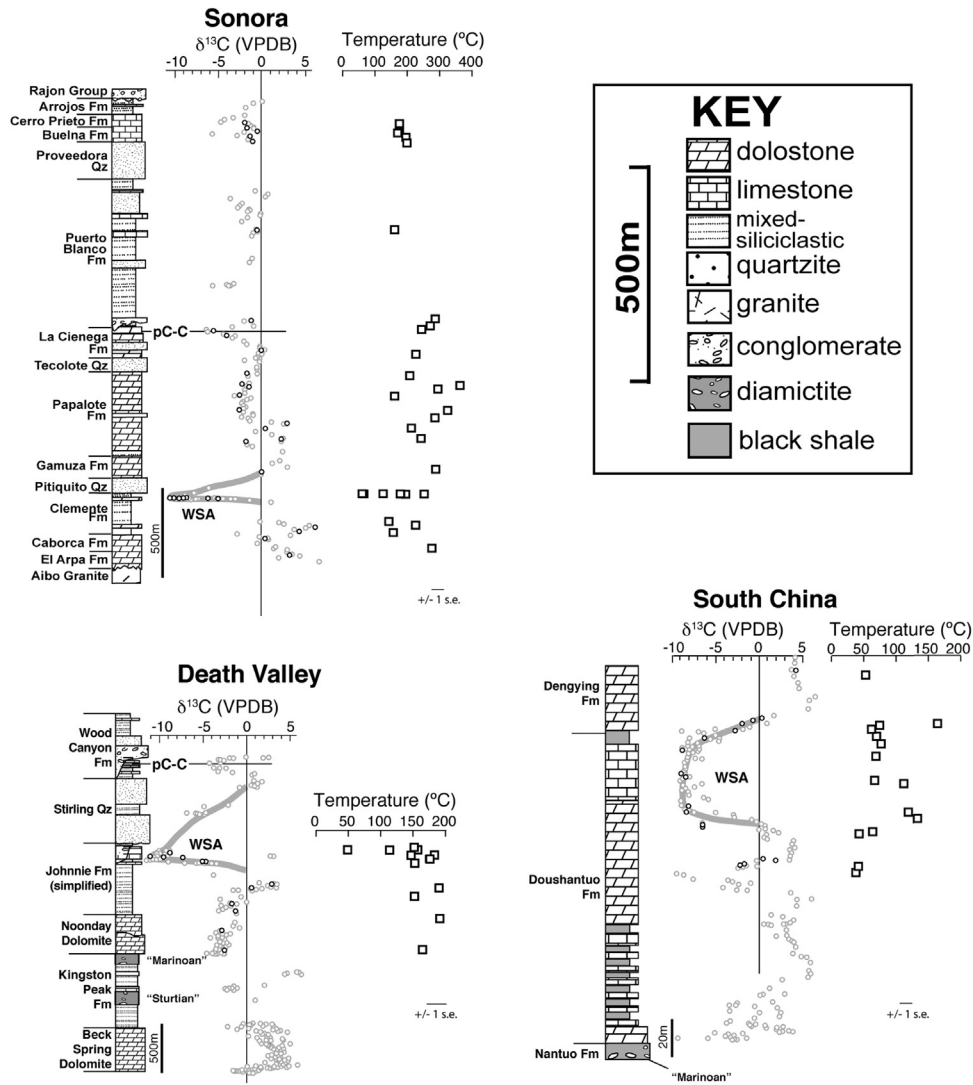 Sonora
δ13C (VPDB)
-10 -5 0 5
Temperature (ºC)
0 100 200 300 400
Rajon Group
Arrojos Fm
Cerro Prieto Fm
Buelna Fm
Proveedora
Qz
Puerto
Blanco
Fm
pC-C
La Cienega
Fm
Tecolote Qz
Papalote
Fm
Gamuza Fm
Pitiquito Qz
WSA
Clemente
Fm
500m
Caborca Fm
El Arpa Fm
Aibo Granite
+/- 1 s.e.
KEY
500m
dolostone
limestone
mixed-
siliciclastic
quartzite
granite
conglomerate
diamictite
black shale
Death Valley
δ13C (VPDB)
-10 -5 0 5
Temperature (ºC)
0 50 100 150 200
Wood
Canyon
Fm
pC-C
Stirling Qz
WSA
Johnnie Fm
(simplified)
Noonday
Dolomite
"Marinoan"
Kingston
Peak
Fm
"Sturtian"
Beck
Spring
Dolomite
500m
+/- 1 s.e.
South China
δ13C (VPDB)
-10 -5 0 5
Temperature (ºC)
0 50 100 150 200
Dengying
Fm
WSA
Doushantuo
Fm
20m
Nantuo Fm
"Marinoan"
+/- 1 s.e.